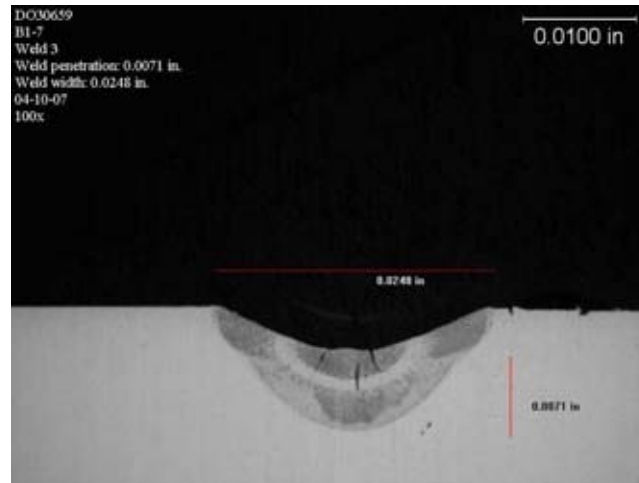 DO30659
B1-7
Weld 3
Weld penetration: 0.0071 in.
Weld width: 0.0248 in.
04-10-07
100x
0.0100 in
0.0248 in
0.0071 in